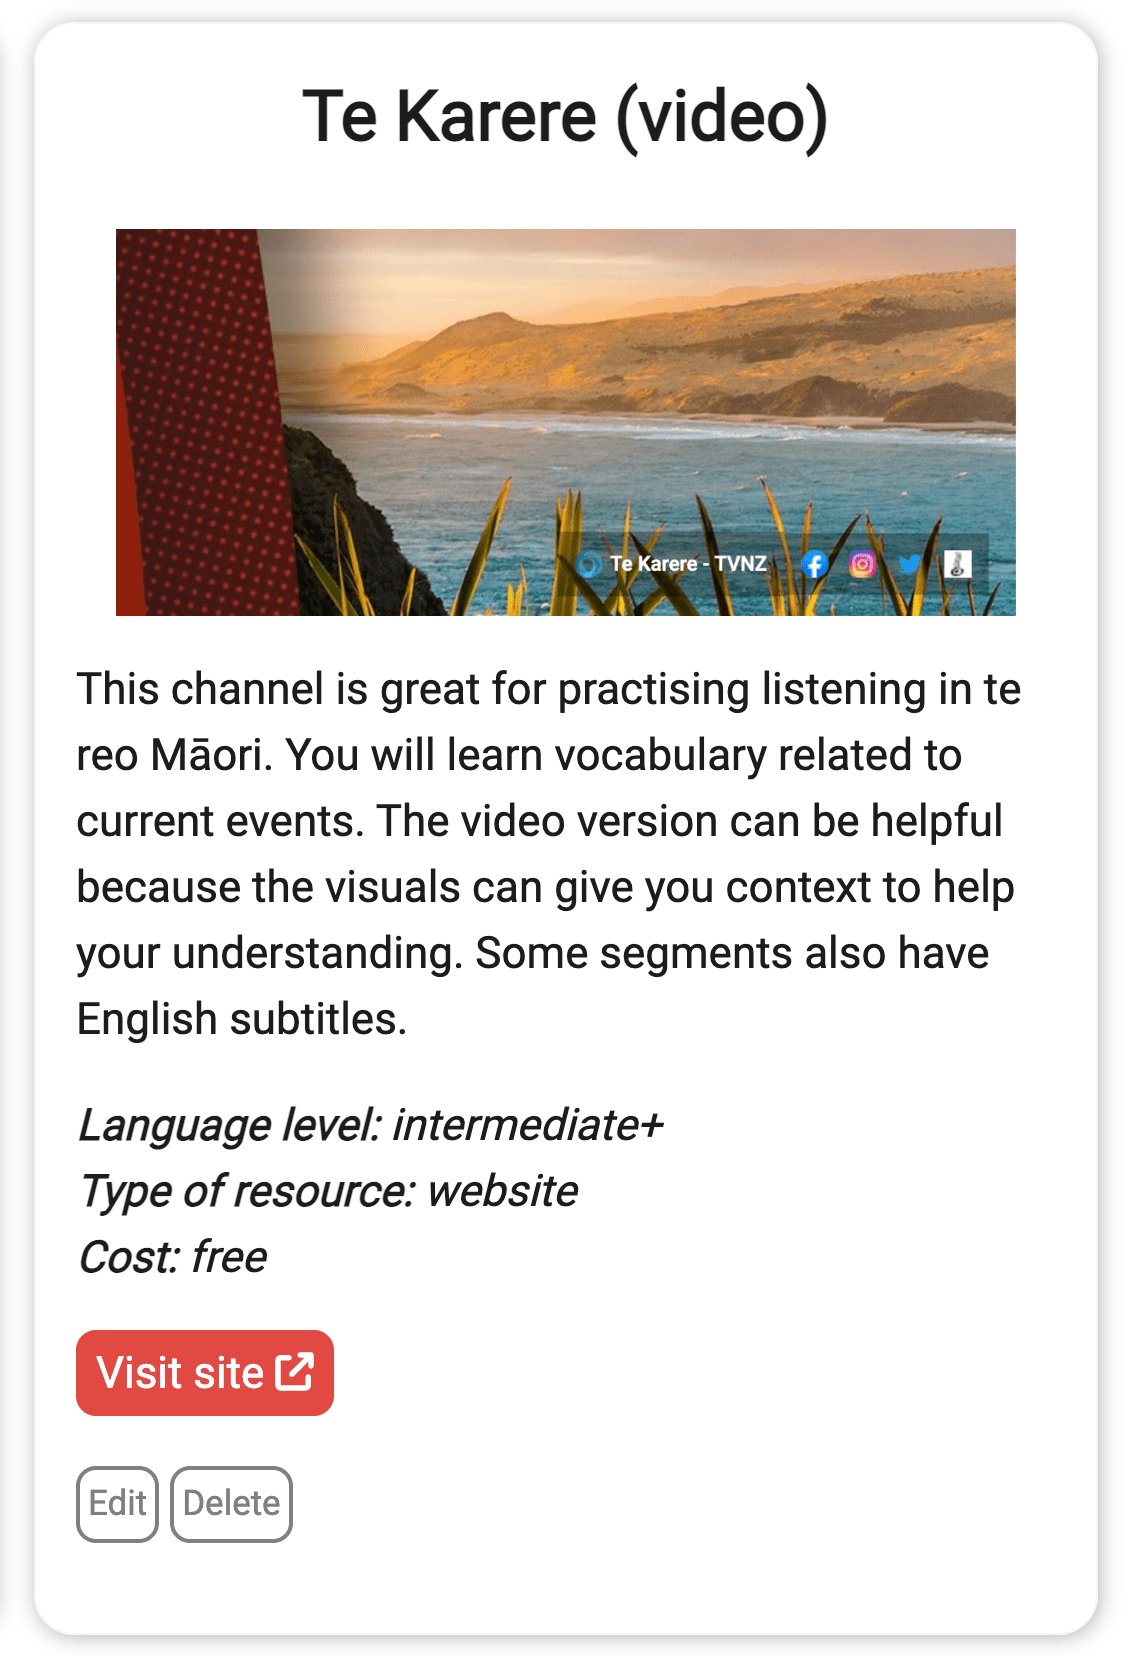 Te Karere (video)
Te Karere - TVNZ
This channel is great for practising listening in te
reo Māori. You will learn vocabulary related to
current events. The video version can be helpful
because the visuals can give you context to help
your understanding. Some segments also have
English subtitles.
Language level: intermediate+
Type of resource: website
Cost: free
Visit site
Edit Delete